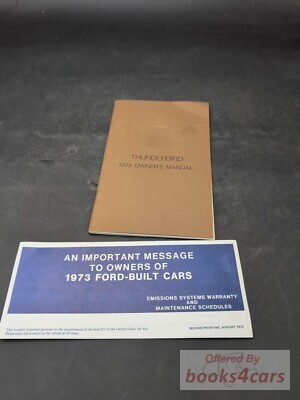 THUNDERBIRD
1973 OWNER'S MANUAL
AN IMPORTANT MESSAGE
TO OWNERS OF
1973 FORD-BUILT CARS
EMISSIONS SYSTEMS WARRANTY
AND
MAINTENANCE SCHEDULES
SECOND PRINTING, AUGUST 1972
Offered By
books4cars